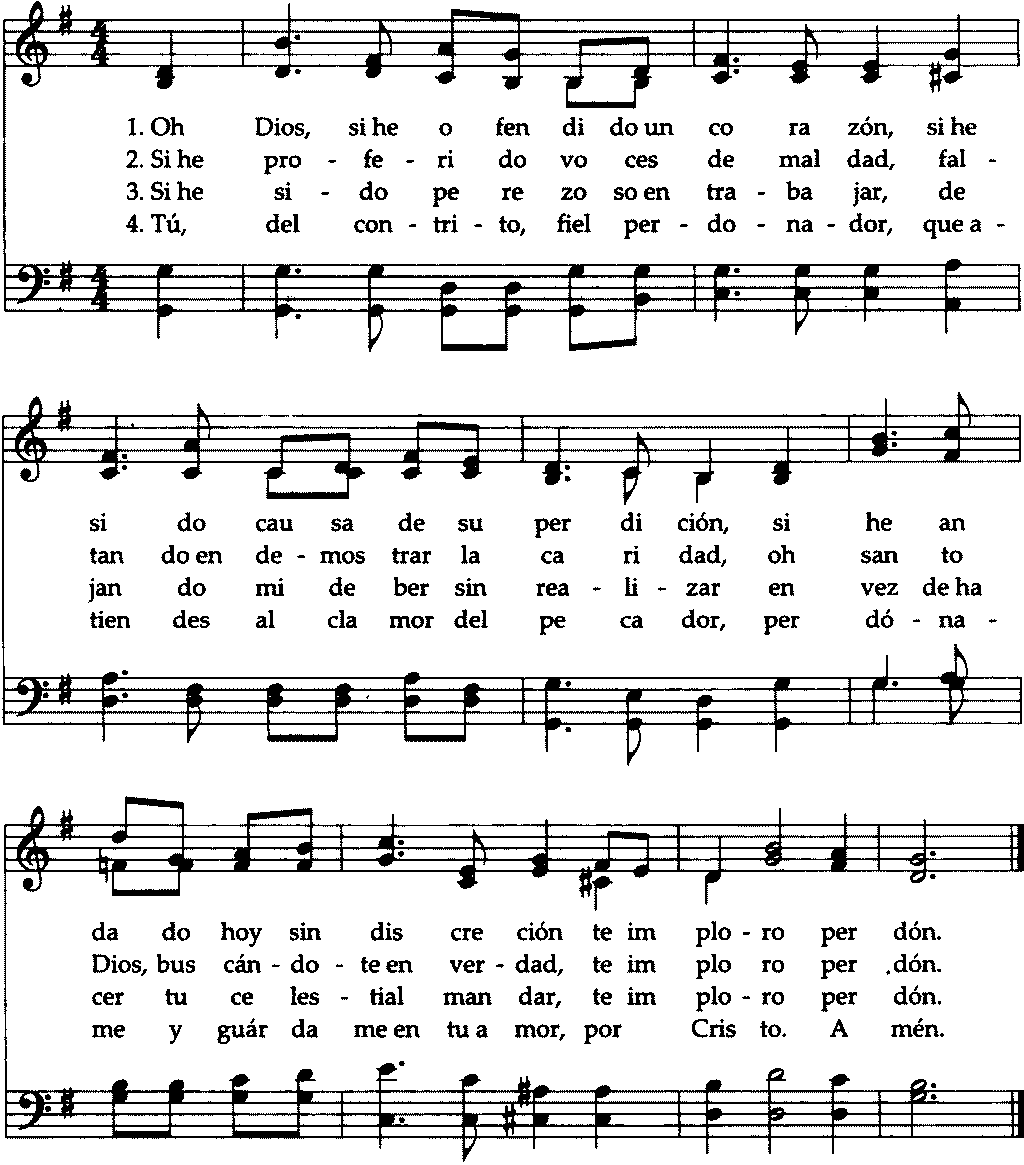 1. Oh Dios, si he o fen di do un co ra zón, si he
2. Si he pro - fe - ri do vo ces de mal dad, fal -
3. Si he si - do pe re zo so en tra - ba jar, de
4. Tú, del con - tri - to, fiel per - do - na - dor, que a -
si do cau sa de su per di ción, si he an
tan do en de - mos trar la ca ri dad, oh san to
jan do mi de ber sin rea - li - zar en vez de ha
tien des al cla mor del pe ca dor, per dó - na -
da do hoy sin dis cre ción te im plo - ro per dón.
Dios, bus cán - do - te en ver - dad, te im plo ro per dón.
cer tu ce les - tial man dar, te im plo - ro per dón.
me y guár da me en tu a mor, por Cris to. A mén.